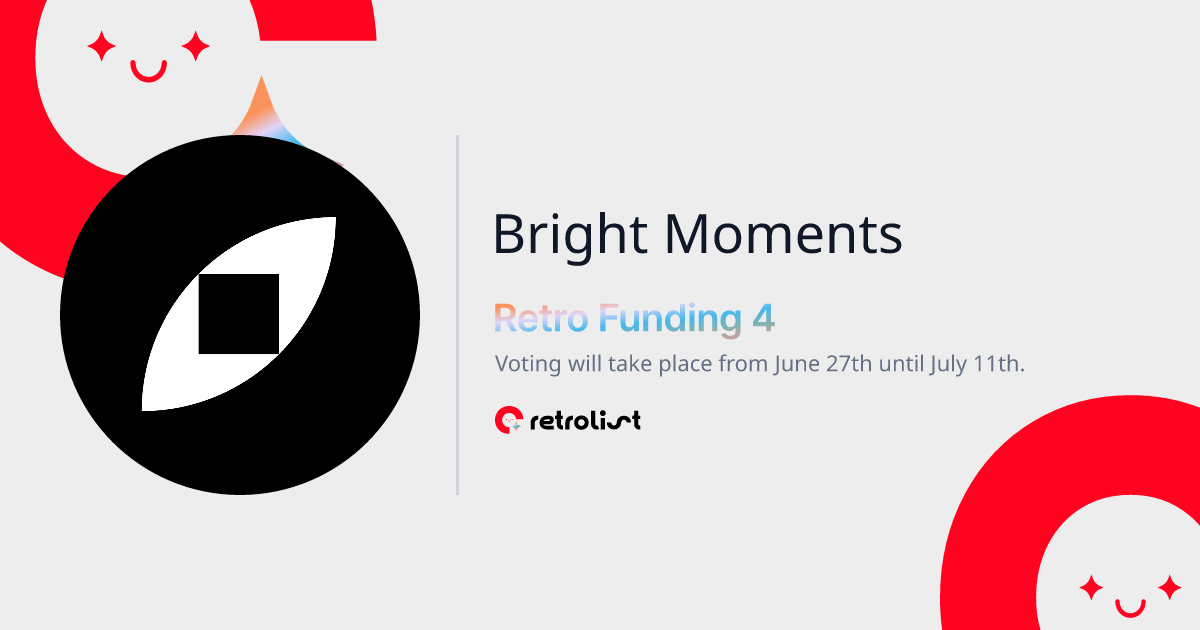 Bright Moments
Retro Funding 4
Voting will take place from June 27th until July 11th.
retrolist